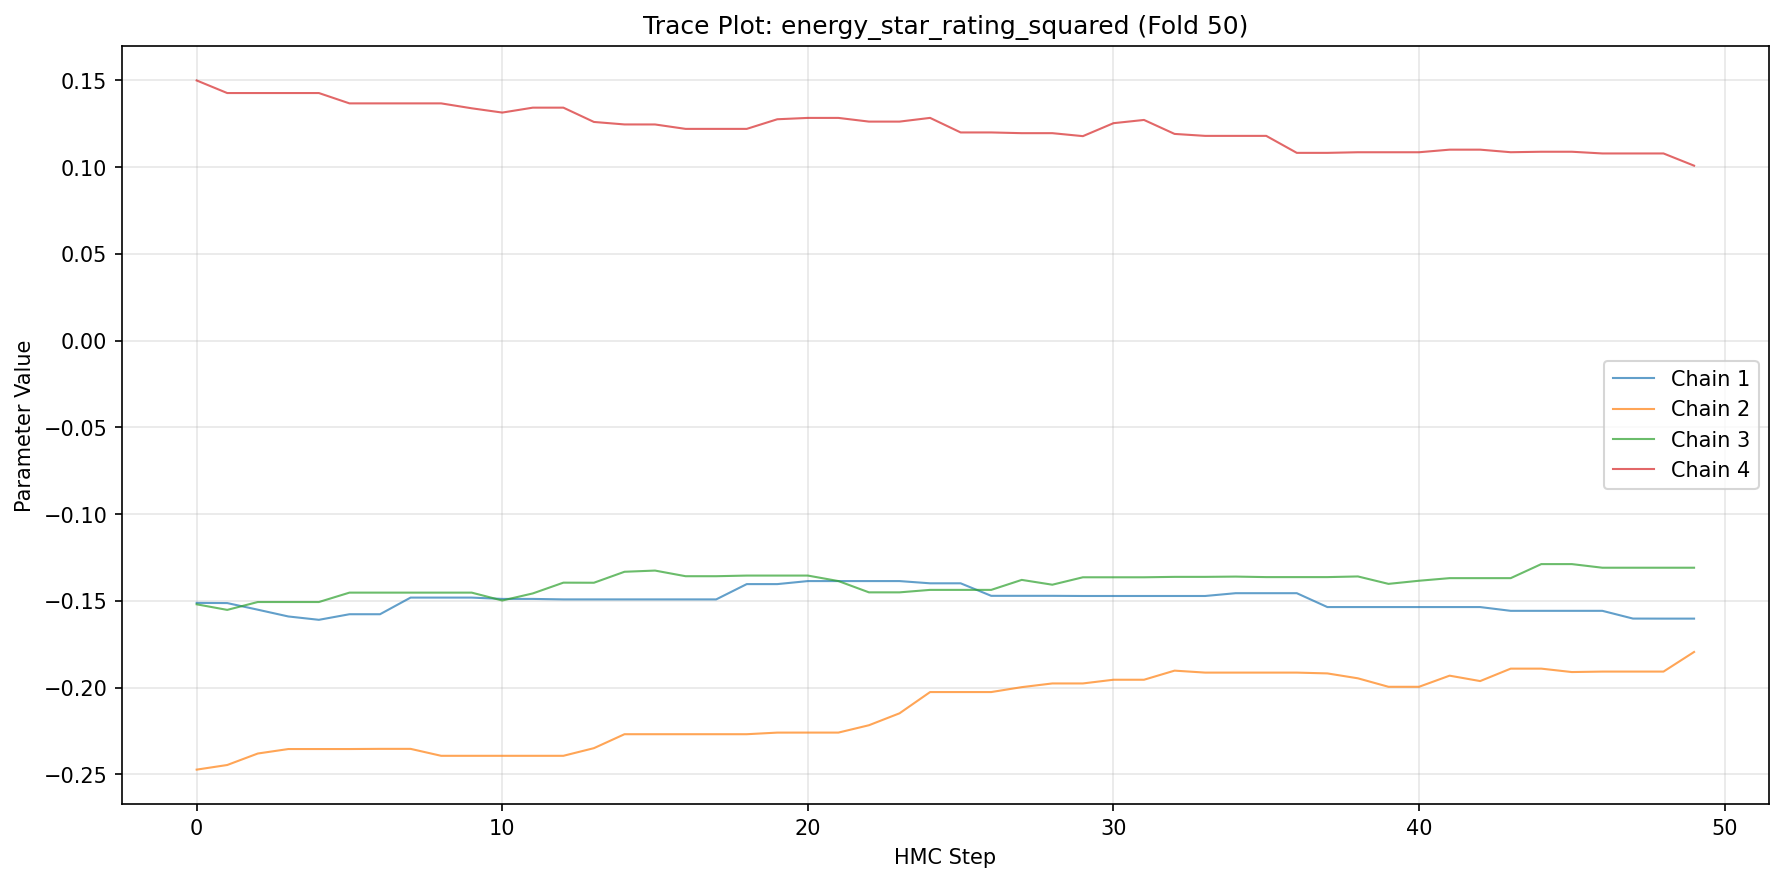 Trace Plot: energy_star_rating_squared (Fold 50)
0.15
0.10
0.05
0.00
−0.05
−0.10
−0.15
−0.20
−0.25
Parameter Value
Chain 1
Chain 2
Chain 3
Chain 4
0 10 20 30 40 50
HMC Step